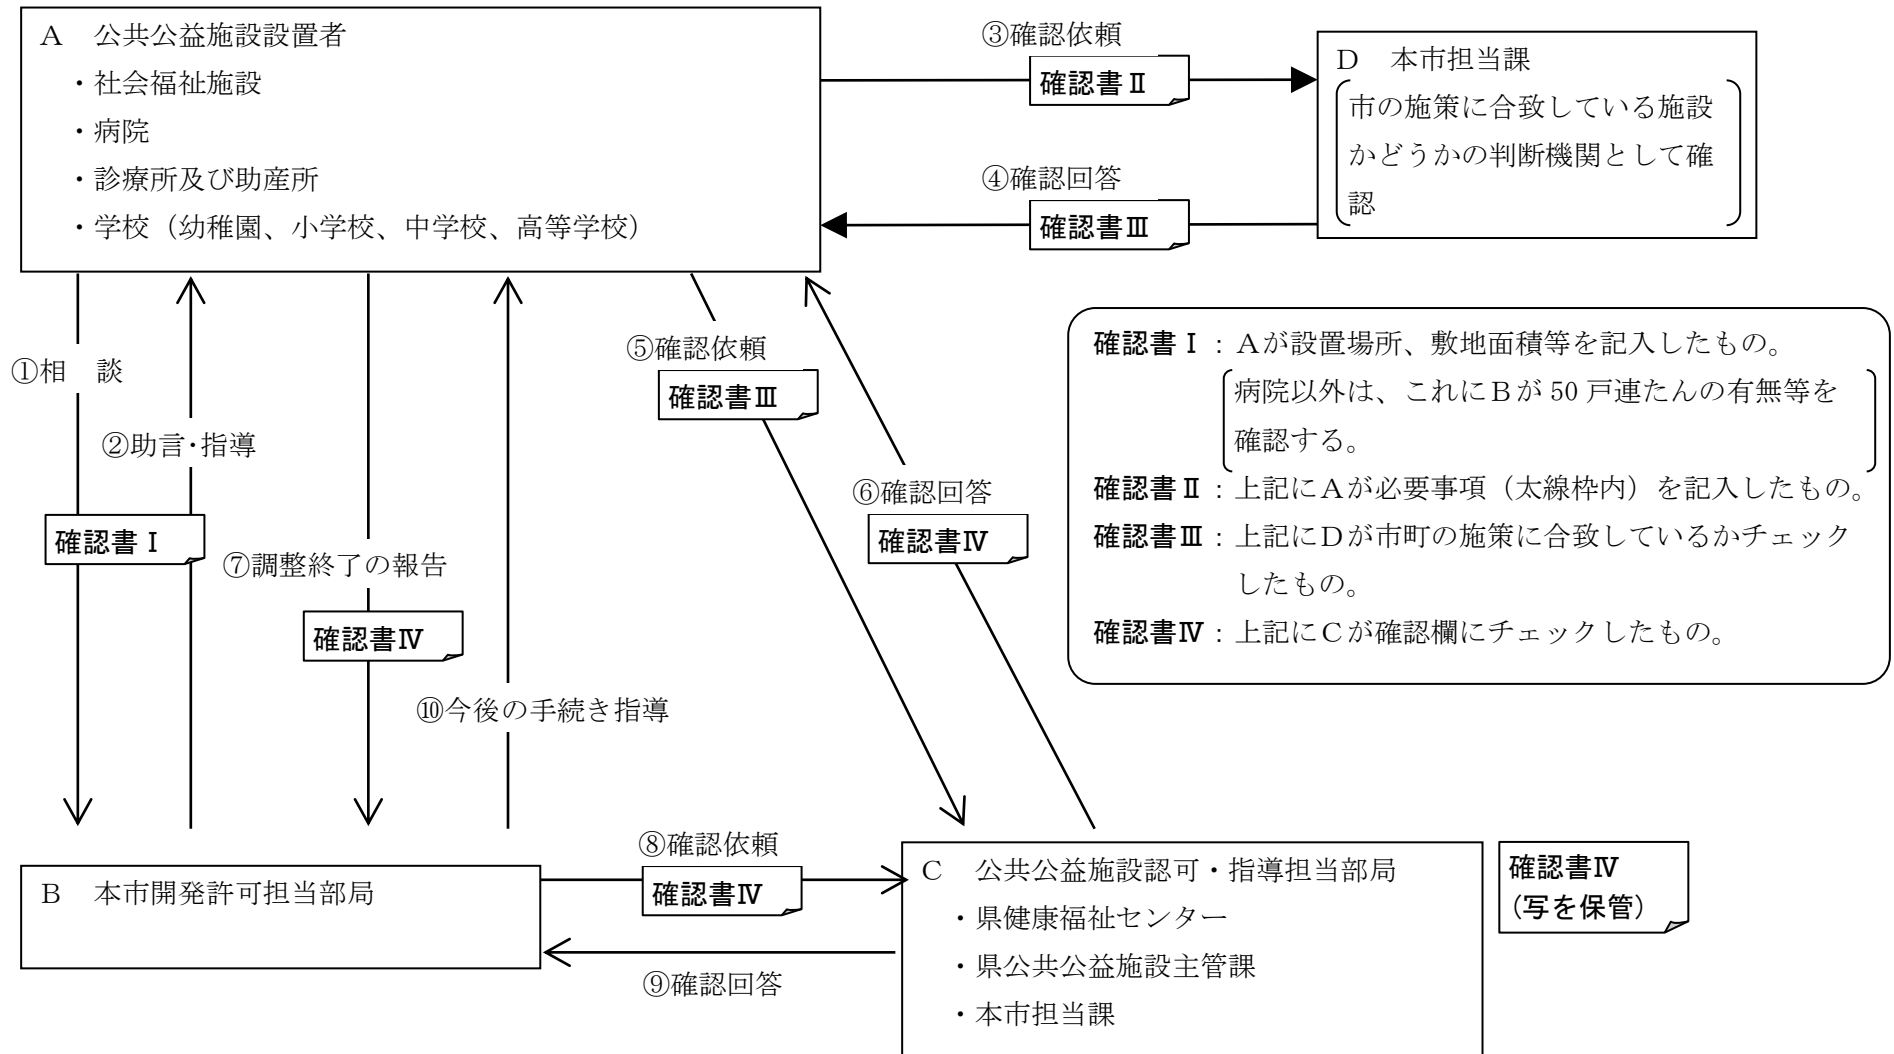 A　公共公益施設設置者
・社会福祉施設
・病院
・診療所及び助産所
・学校（幼稚園、小学校、中学校、高等学校）
③確認依頼
確認書Ⅱ
④確認回答
確認書Ⅲ
D　本市担当課
市の施策に合致している施設
かどうかの判断機関として確
認
①相　談
②助言･指導
確認書Ⅰ
⑦調整終了の報告
確認書Ⅳ
⑩今後の手続き指導
⑤確認依頼
確認書Ⅲ
⑥確認回答
確認書Ⅳ
確認書Ⅰ：Aが設置場所、敷地面積等を記入したもの。
病院以外は、これにBが 50 戸連たんの有無等を
確認する。
確認書Ⅱ：上記にAが必要事項（太線枠内）を記入したもの。
確認書Ⅲ：上記にDが市町の施策に合致しているかチェック
したもの。
確認書Ⅳ：上記にCが確認欄にチェックしたもの。
B　本市開発許可担当部局
⑧確認依頼
確認書Ⅳ
⑨確認回答
C　公共公益施設認可・指導担当部局
・県健康福祉センター
・県公共公益施設主管課
・本市担当課
確認書Ⅳ
(写を保管)